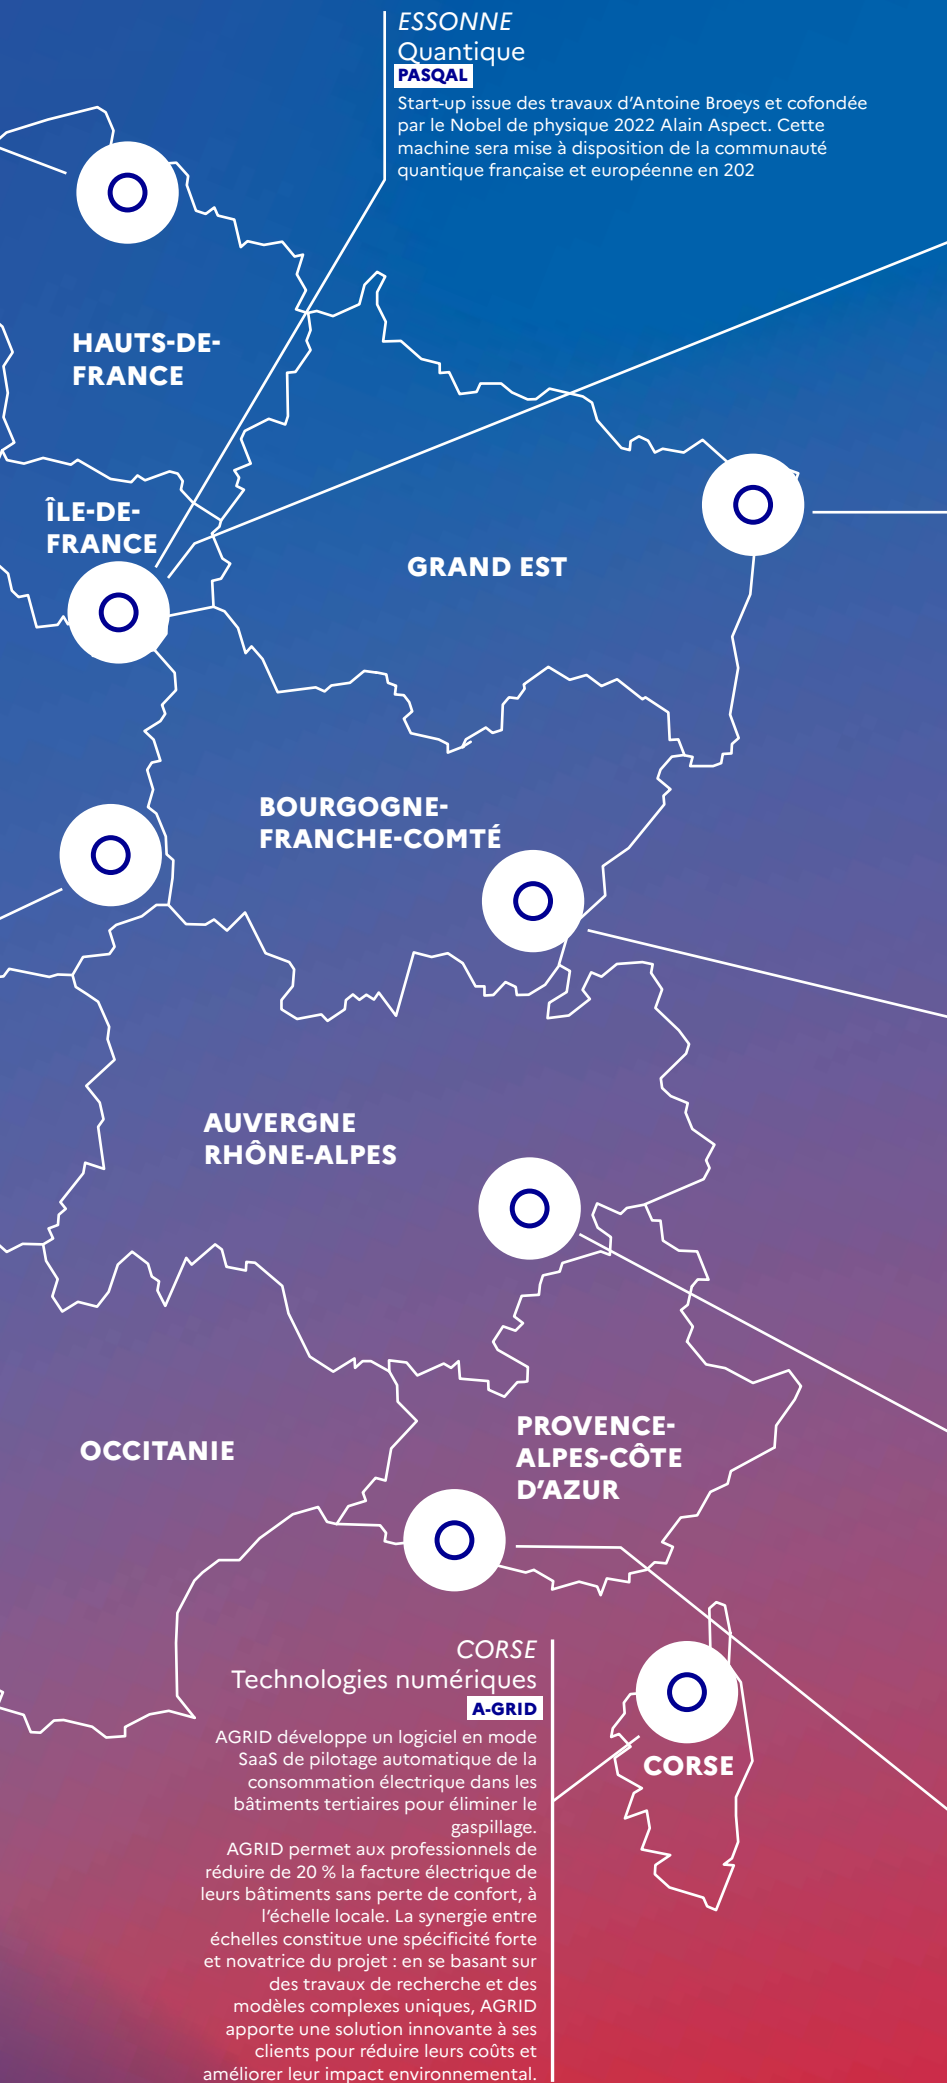 ESSONNE
Quantique
PASQAL
Start-up issue des travaux d’Antoine Broeys et cofondée
par le Nobel de physique 2022 Alain Aspect. Cette
machine sera mise à disposition de la communauté
quantique française et européenne en 202
HAUTS-DE-
FRANCE
ÎLE-DE-
FRANCE
GRAND EST
BOURGOGNE-
FRANCHE-COMTÉ
AUVERGNE
RHÔNE-ALPES
OCCITANIE
PROVENCE-
ALPES-CÔTE
D’AZUR
CORSE
CORSE
Technologies numériques
A-GRID
AGRID développe un logiciel en mode
SaaS de pilotage automatique de la
consommation électrique dans les
bâtiments tertiaires pour éliminer le
gaspillage.
AGRID permet aux professionnels de
réduire de 20 % la facture électrique de
leurs bâtiments sans perte de confort, à
l’échelle locale. La synergie entre
échelles constitue une spécificité forte
et novatrice du projet : en se basant sur
des travaux de recherche et des
modèles complexes uniques, AGRID
apporte une solution innovante à ses
clients pour réduire leurs coûts et
améliorer leur impact environnemental.